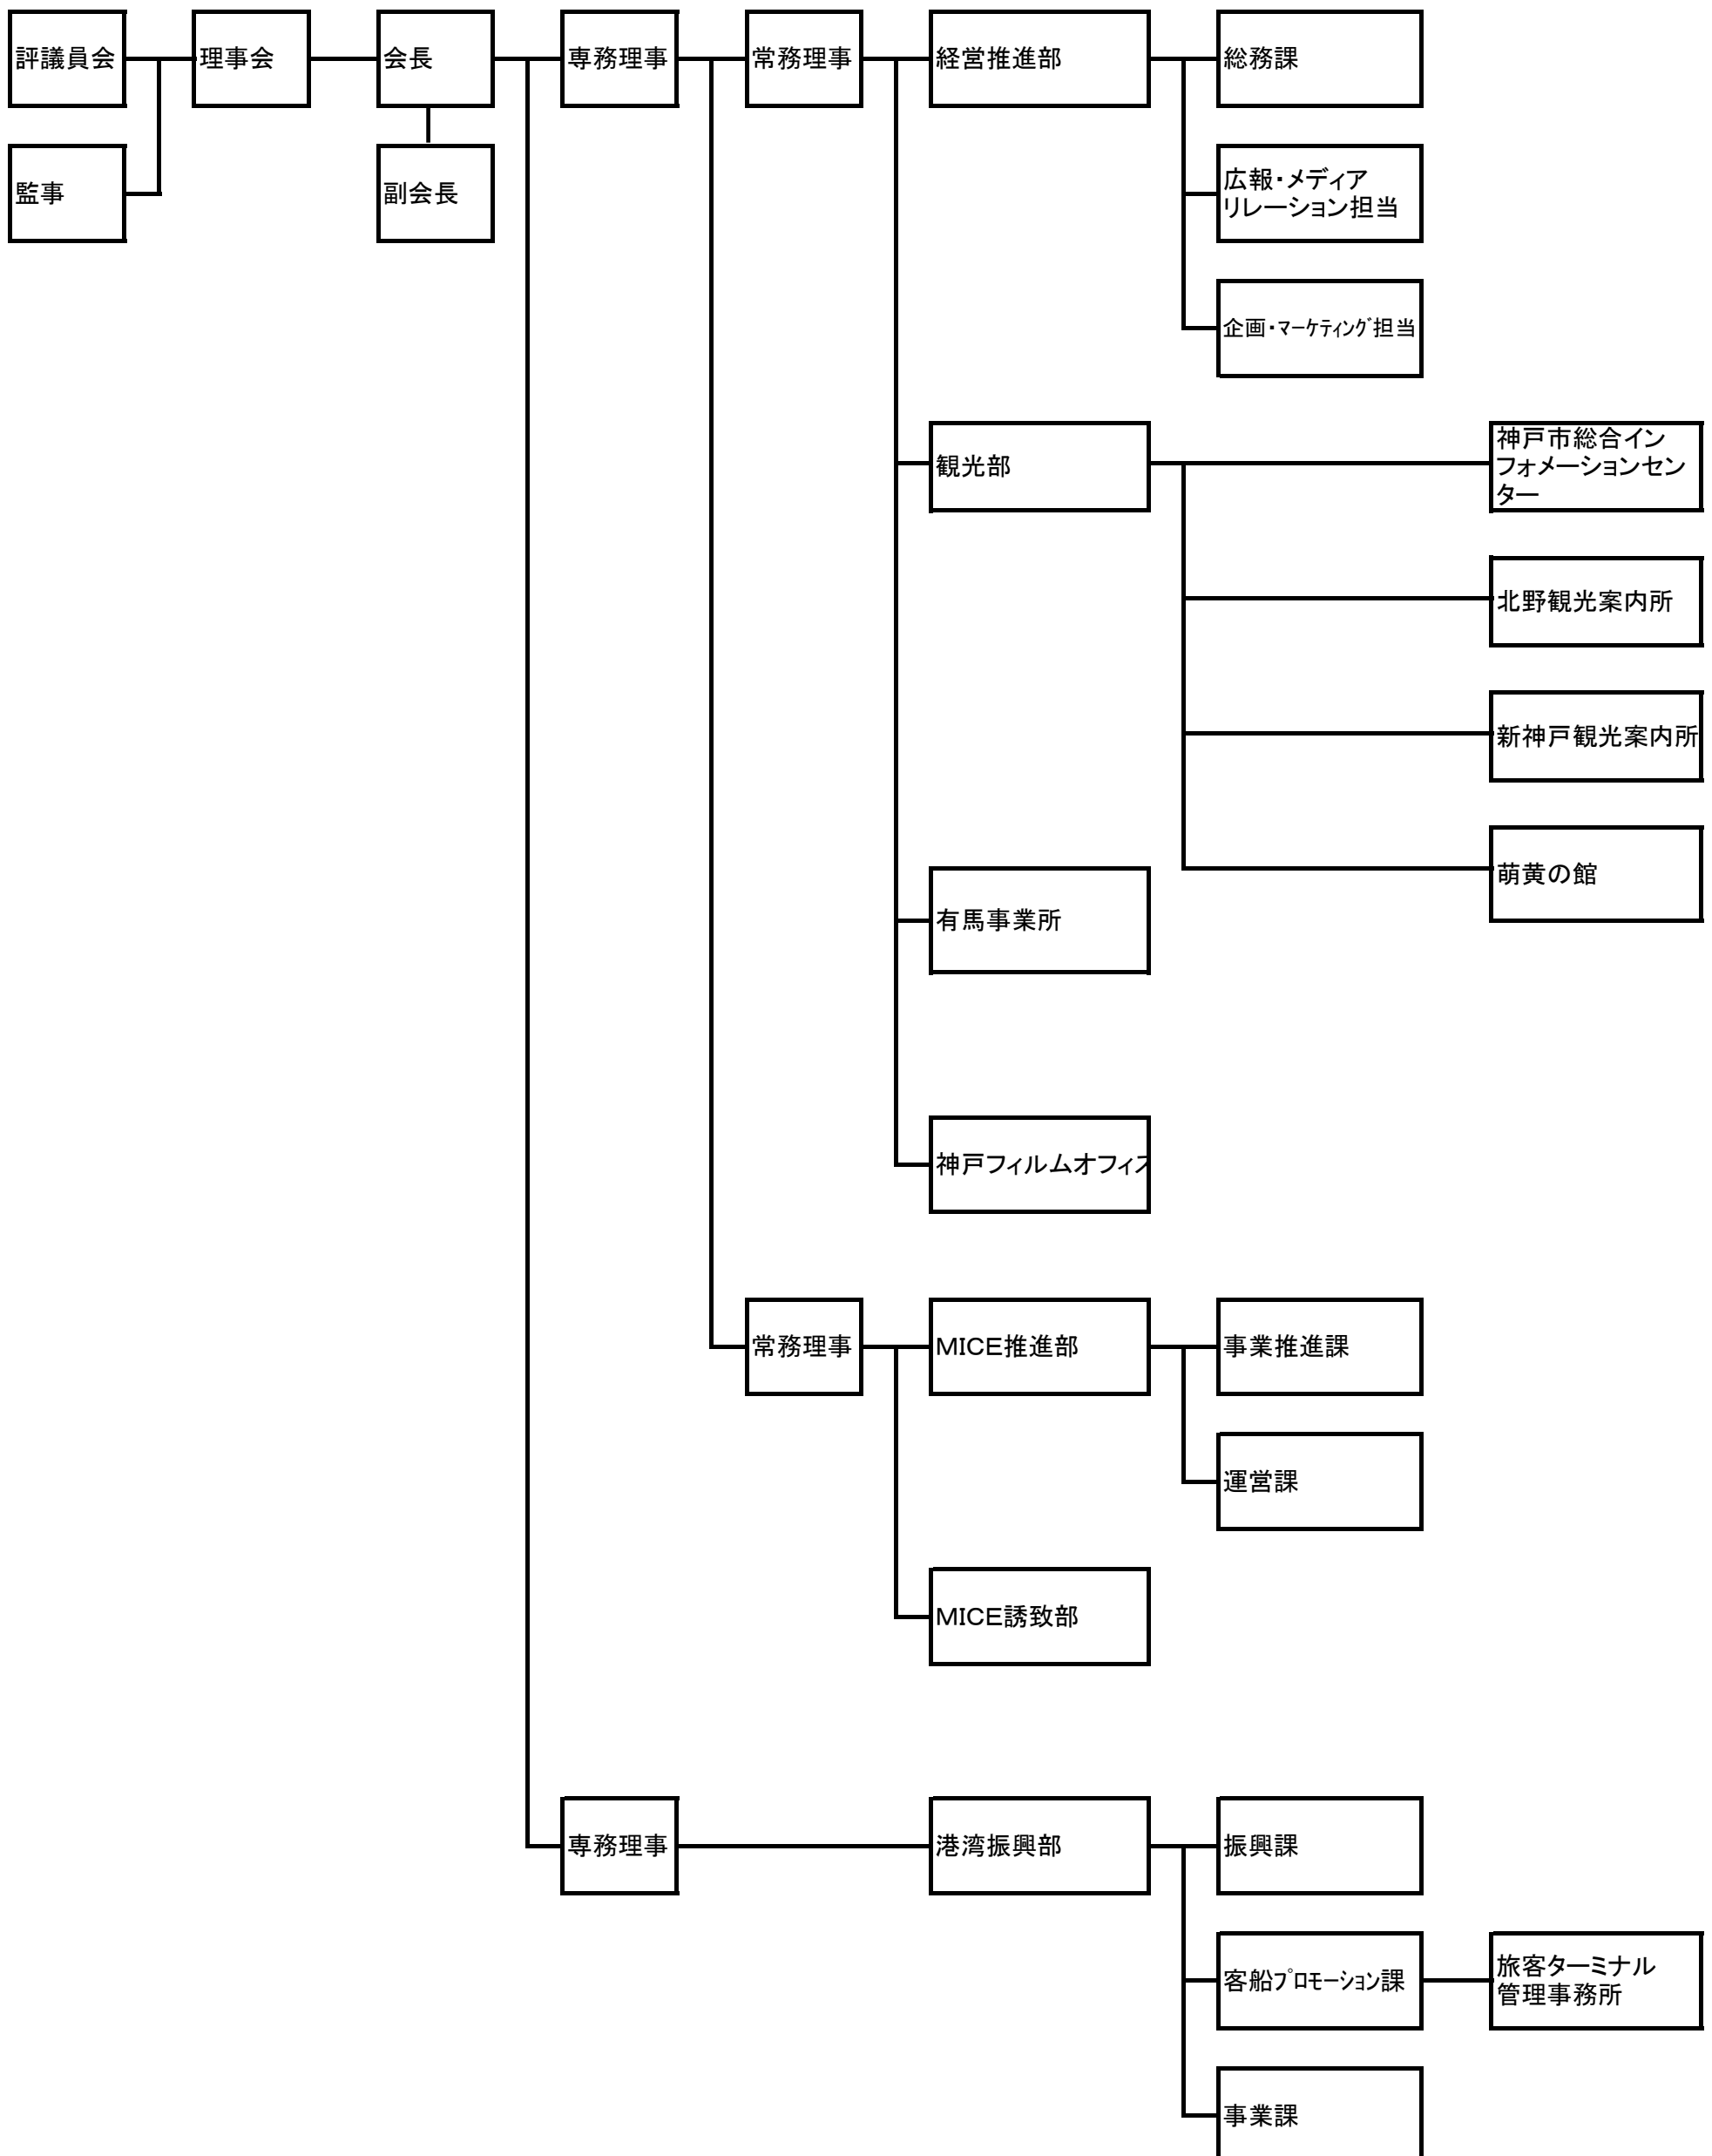 評議員会
理事会
会長
専務理事
常務理事
経営推進部
総務課
監事
副会長
広報・メディア
リレーション担当
企画・ﾏｰｹﾃｨﾝｸﾞ担当
観光部
神戸市総合イン
フォメーションセン
ター
北野観光案内所
新神戸観光案内所
萌黄の館
有馬事業所
神戸フィルムオフィス
常務理事
MICE推進部
事業推進課
運営課
MICE誘致部
専務理事
港湾振興部
振興課
客船ﾌﾟﾛﾓｰｼｮﾝ課
旅客ターミナル
管理事務所
事業課